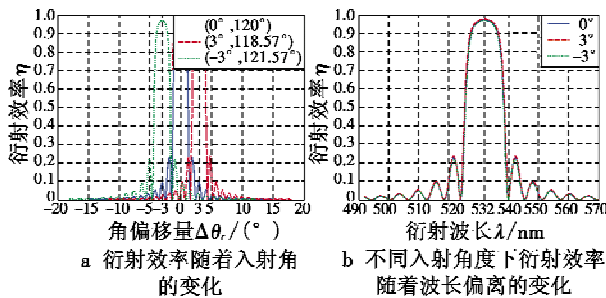 衍射效率η
1.0
0.9
0.8
0.7
0.6
0.5
0.4
0.3
0.2
0.1
0
−20 −15 −10 −5 −3 0 3 5 10 15 20
(0°,120°)
(3°,118.57°)
(−3°,121.57°)
角偏移量Δθr/(°)
a 衍射效率随着入射角
的变化
衍射效率η
1.0
0.9
0.8
0.7
0.6
0.5
0.4
0.3
0.2
0.1
0
490 500 510 520 532 540 550 560 570
0°
3°
−3°
衍射波长λ/nm
b 不同入射角度下衍射效率
随着波长偏离的变化